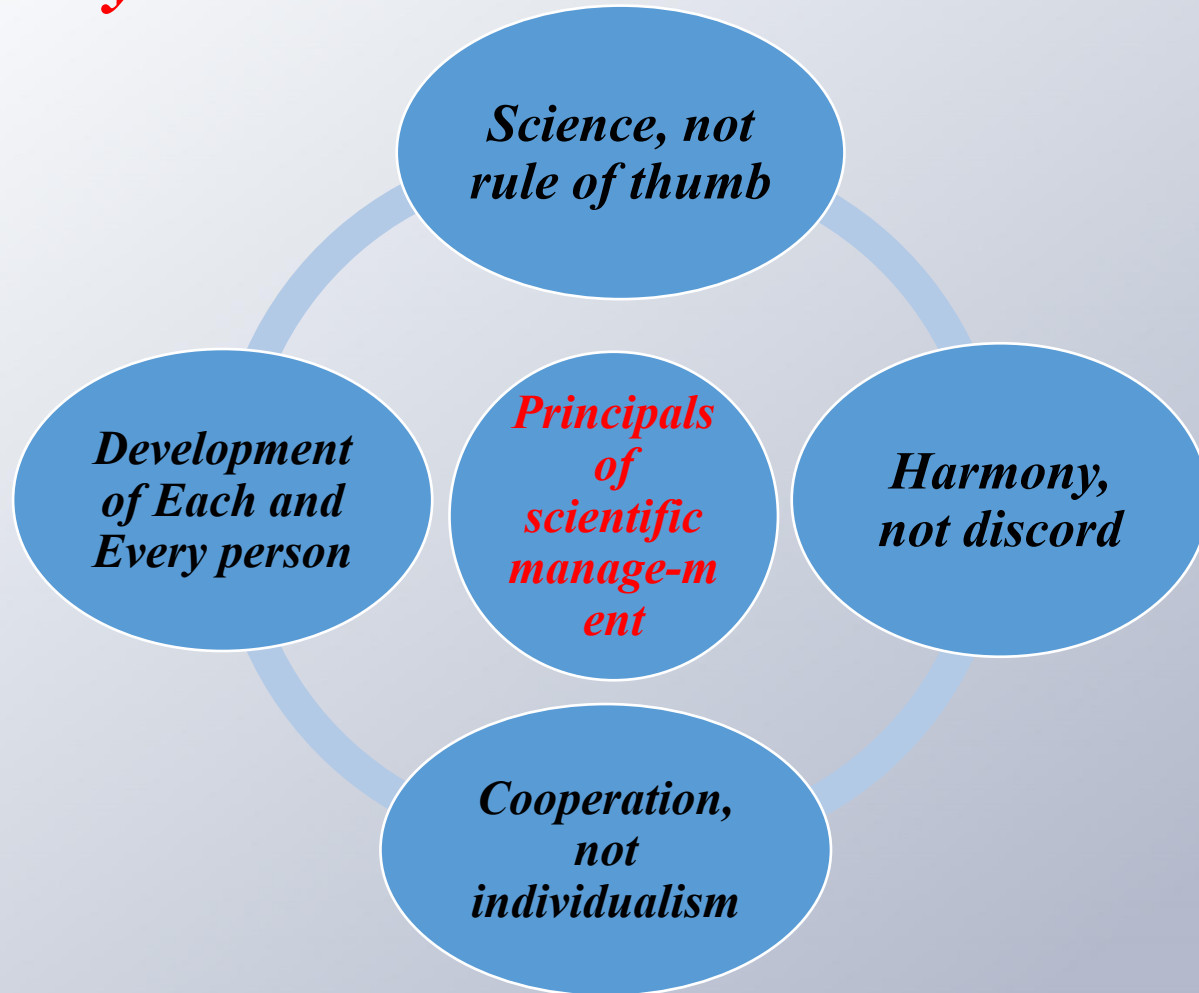 Science, not
rule of thumb
Principals
of
scientific
manage-m
ent
Development
of Each and
Every person
Harmony,
not discord
Cooperation,
not
individualism